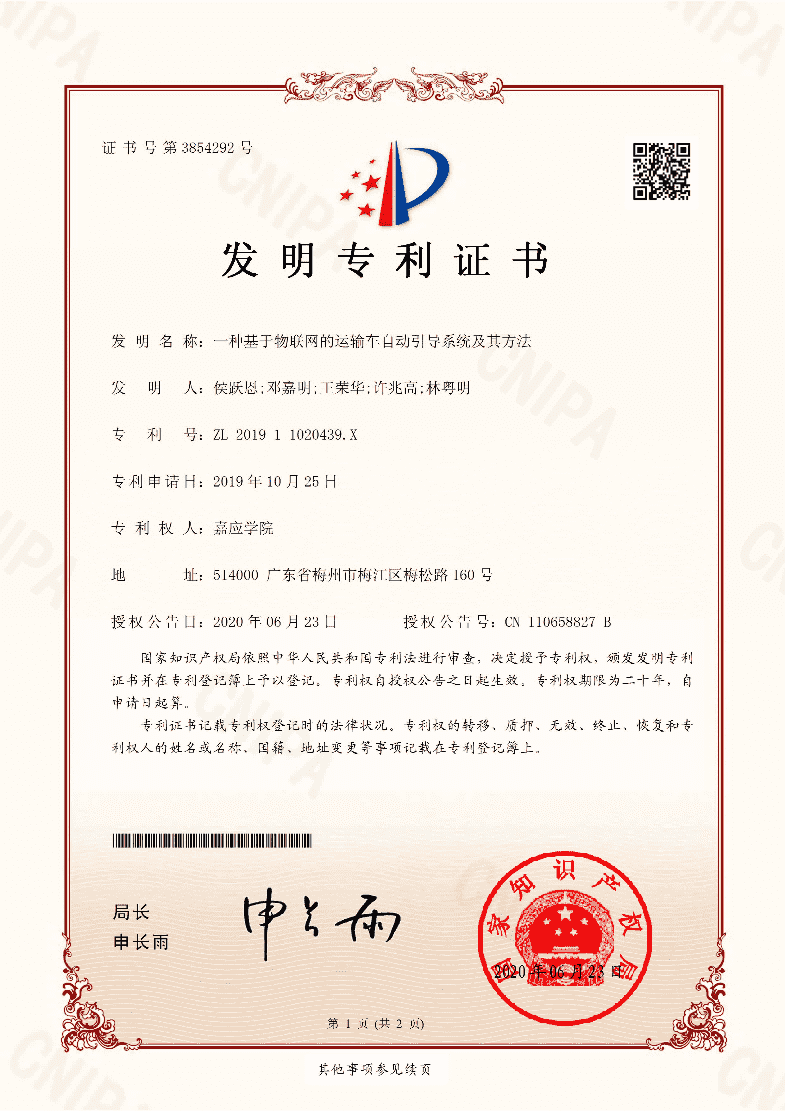 证书号第3854292号
发明专利证书
发明名称：一种基于物联网的运输车自动引导系统及其方法
发明人：侯跃恩;邓嘉明;王荣华;许兆高;林粤明
专利号：ZL 2019 1 1020439.X
专利申请日：2019年10月25日
专利权人：嘉应学院
地址：514000 广东省梅州市梅江区梅松路160号
授权公告日：2020年06月23日 授权公告号：CN 110658827 B
国家知识产权局依照中华人民共和国专利法进行审查，决定授予专利权，颁发发明专利
证书并在专利登记簿上予以登记。专利权自授权公告之日起生效。专利权期限为二十年，自
申请日起算。
专利证书记载专利权登记时的法律状况。专利权的转移、质押、无效、终止、恢复和专
利权人的姓名或名称、国籍、地址变更等事项记载在专利登记簿上。
局长
申长雨
申长雨
国家知识产权局
2020年06月23日
第 1 页 (共 2 页)
其他事项参见续页
CNIPA
CNIPA
CNIPA
CNIPA
CNIPA
CNIPA